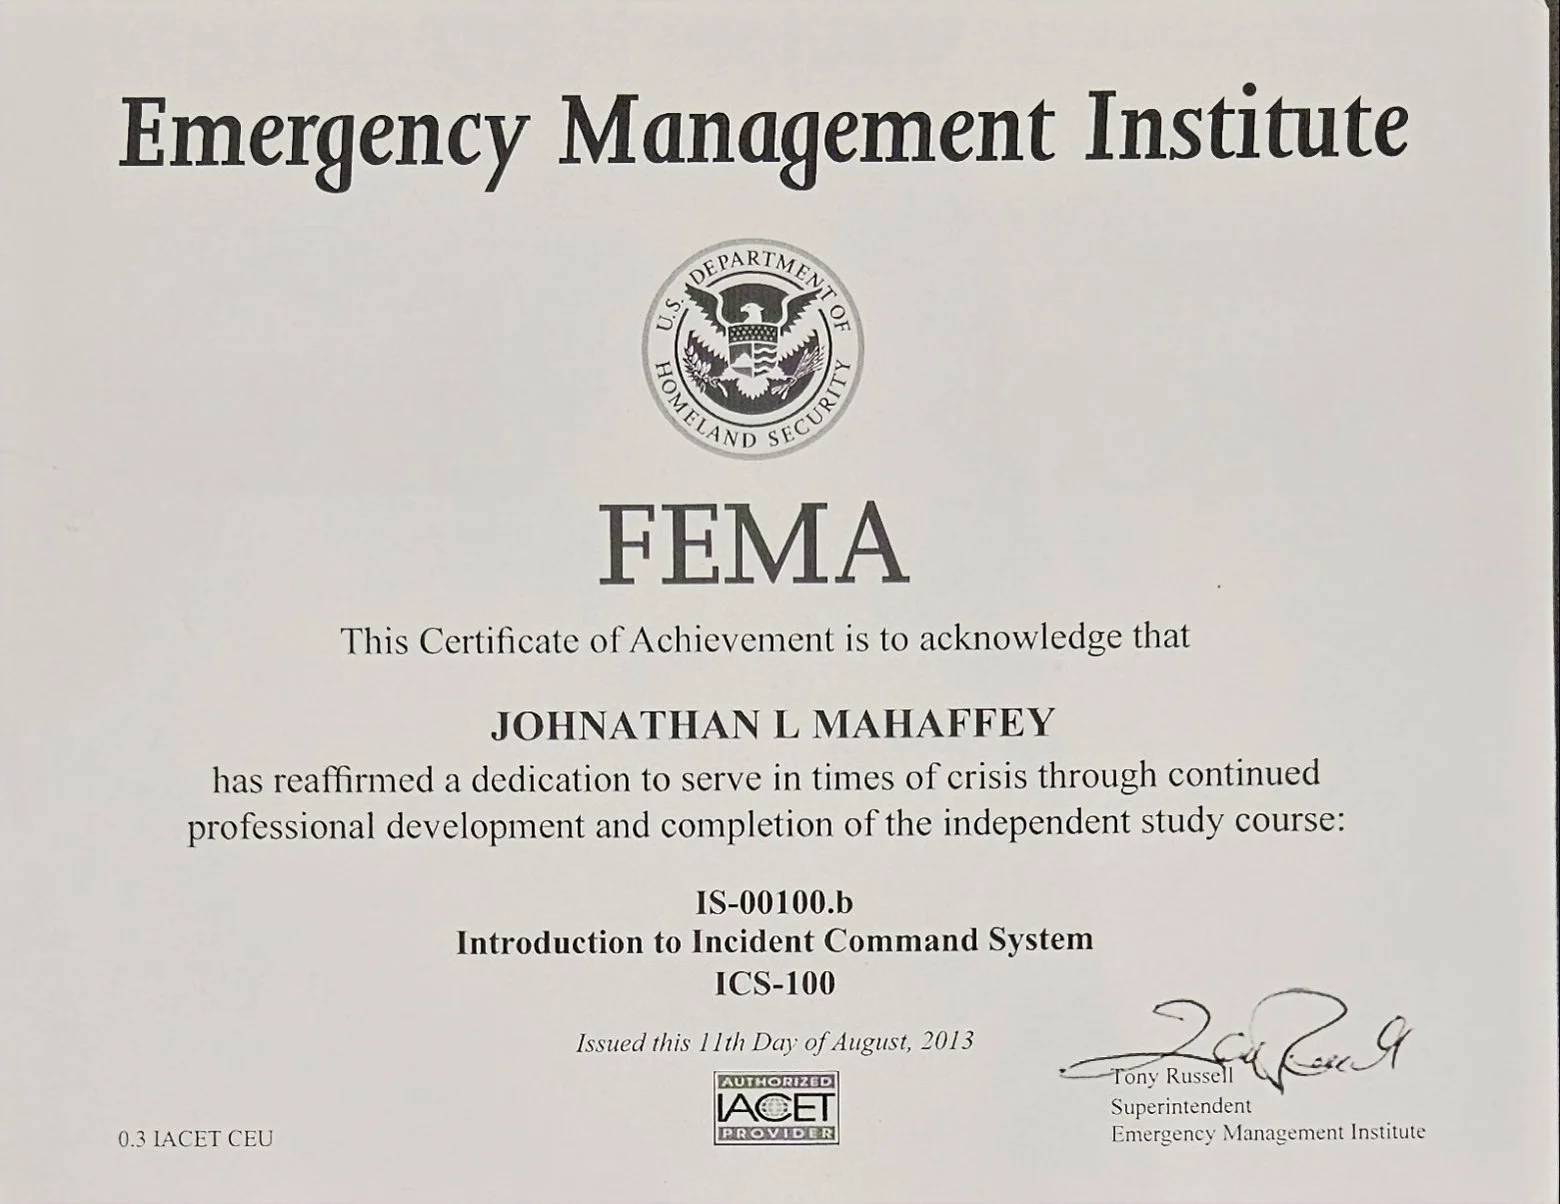 Emergency Management Institute
U.S. DEPARTMENT OF
HOMELAND SECURITY
FEMA
This Certificate of Achievement is to acknowledge that
JOHNATHAN L MAHAFFEY
has reaffirmed a dedication to serve in times of crisis through continued
professional development and completion of the independent study course:
IS-00100.b
Introduction to Incident Command System
ICS-100
Issued this 11th Day of August, 2013
Tony Russell
Tony Russell
Superintendent
Emergency Management Institute
AUTHORIZED
IACET
PROVIDER
0.3 IACET CEU